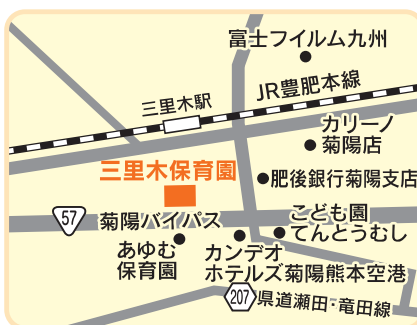 富士フイルム九州
三里木駅
JR豊肥本線
カリーノ
菊陽店
三里木保育園
肥後銀行菊陽支店
57
菊陽バイパス
こども園
てんとうむし
あゆむ
保育園
カンデオ
ホテルズ菊陽熊本空港
207
県道瀬田・竜田線